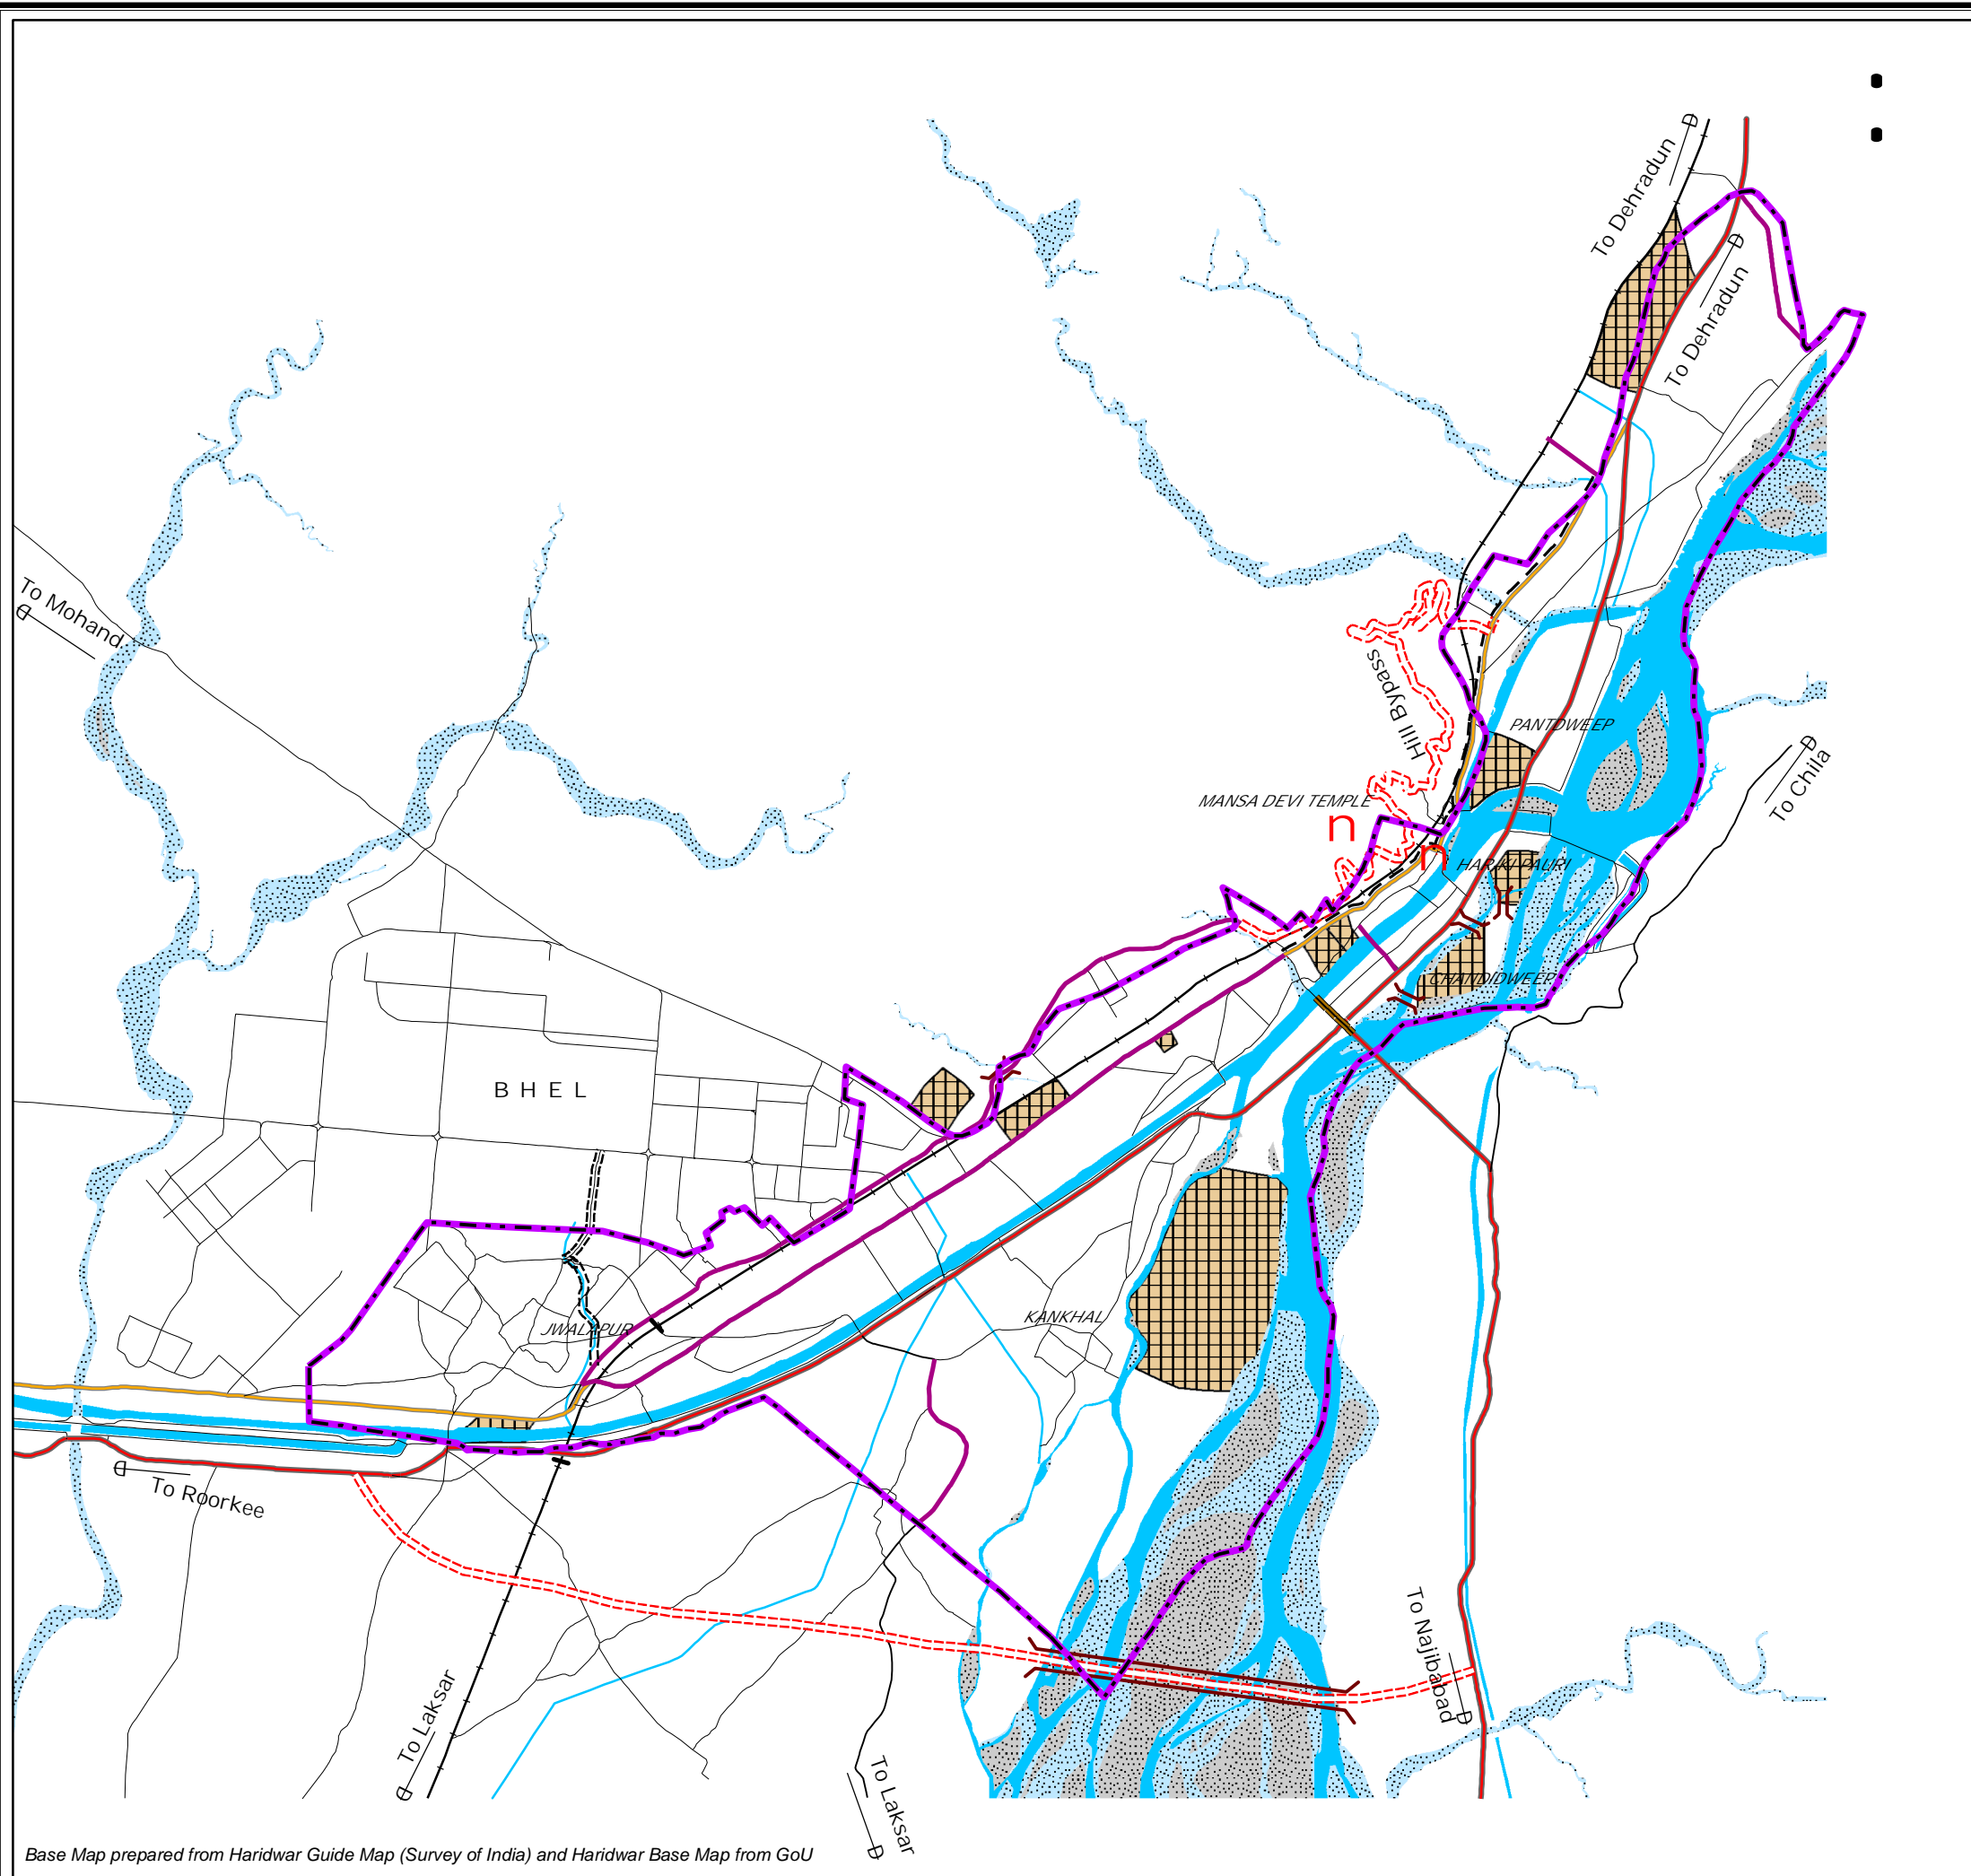 To Dehradun
To Dehradun
To Mohand
Hill Bypass
PANTDWEEP
To Chila
MANSA DEVI TEMPLE
n
n
HAR KI PAURI
CHANDIDWEEP
BHEL
KANKHAL
JWALAPUR
To Roorkee
To Najibabad
To Laksar
To Laksar
Base Map prepared from Haridwar Guide Map (Survey of India) and Haridwar Base Map from GoU